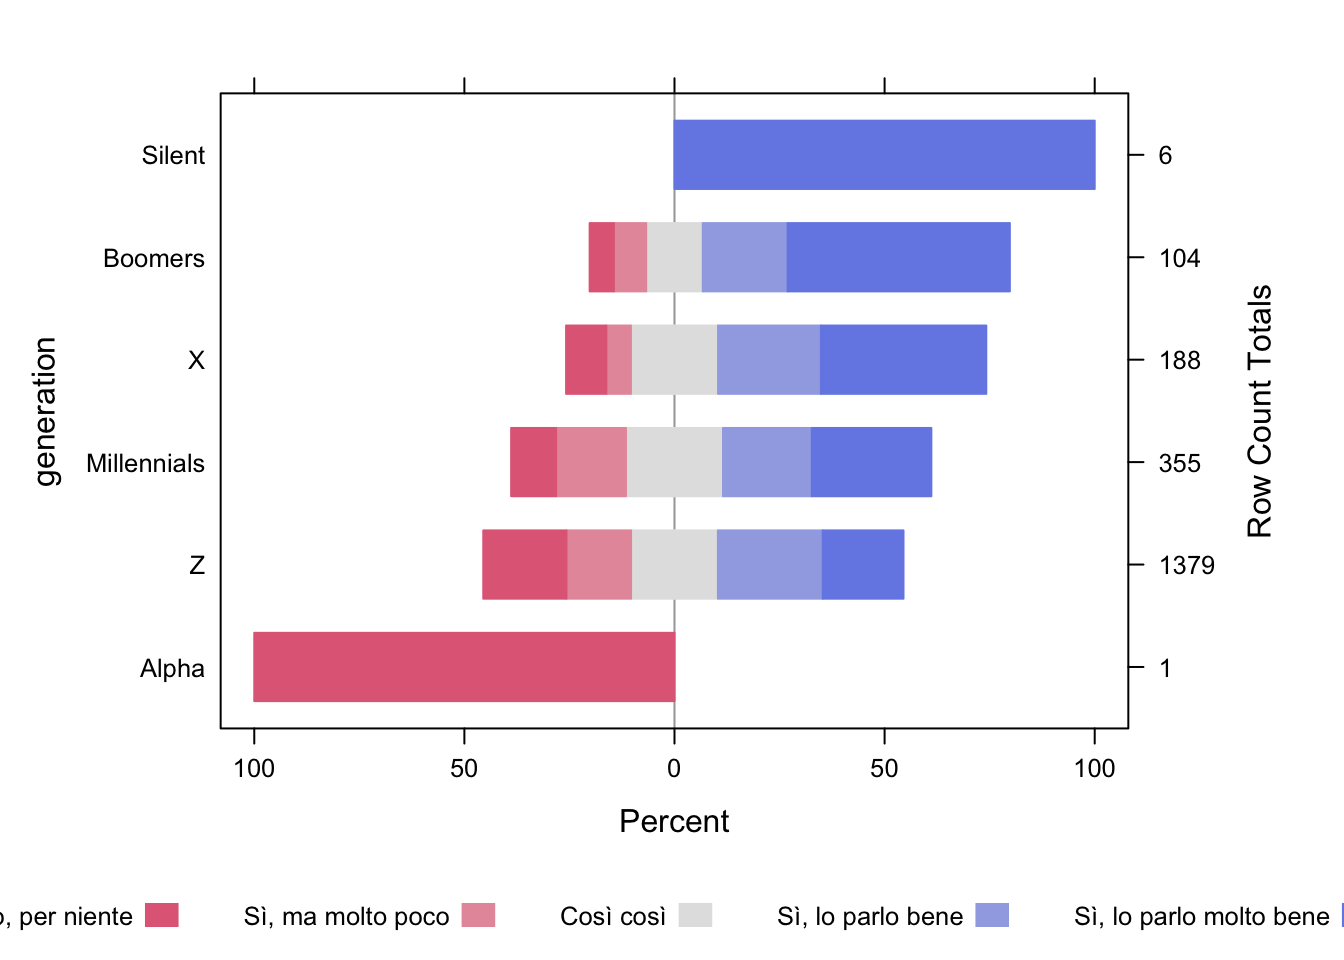 Silent 6
Boomers 104
X 188
Millennials 355
Z 1379
Alpha 1
generation
Row Count Totals
100 50 0 50 100
Percent
per niente Sì, ma molto poco Così così Sì, lo parlo bene Sì, lo parlo molto bene